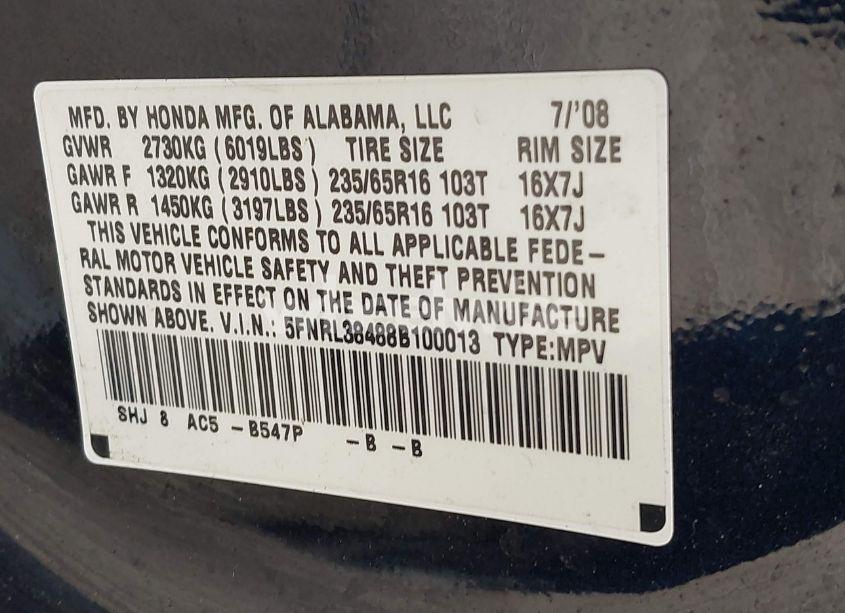 MFD. BY HONDA MFG. OF ALABAMA, LLC 7/'08
GVWR 2730KG (6019LBS) TIRE SIZE RIM SIZE
GAWR F 1320KG (2910LBS) 235/65R16 103T 16X7J
GAWR R 1450KG (3197LBS) 235/65R16 103T 16X7J
THIS VEHICLE CONFORMS TO ALL APPLICABLE FEDE-
RAL MOTOR VEHICLE SAFETY AND THEFT PREVENTION
STANDARDS IN EFFECT ON THE DATE OF MANUFACTURE
SHOWN ABOVE. V.I.N.: 5FNRL38488B100013 TYPE:MPV
SHJ 8 AC5 -B547P -B -B